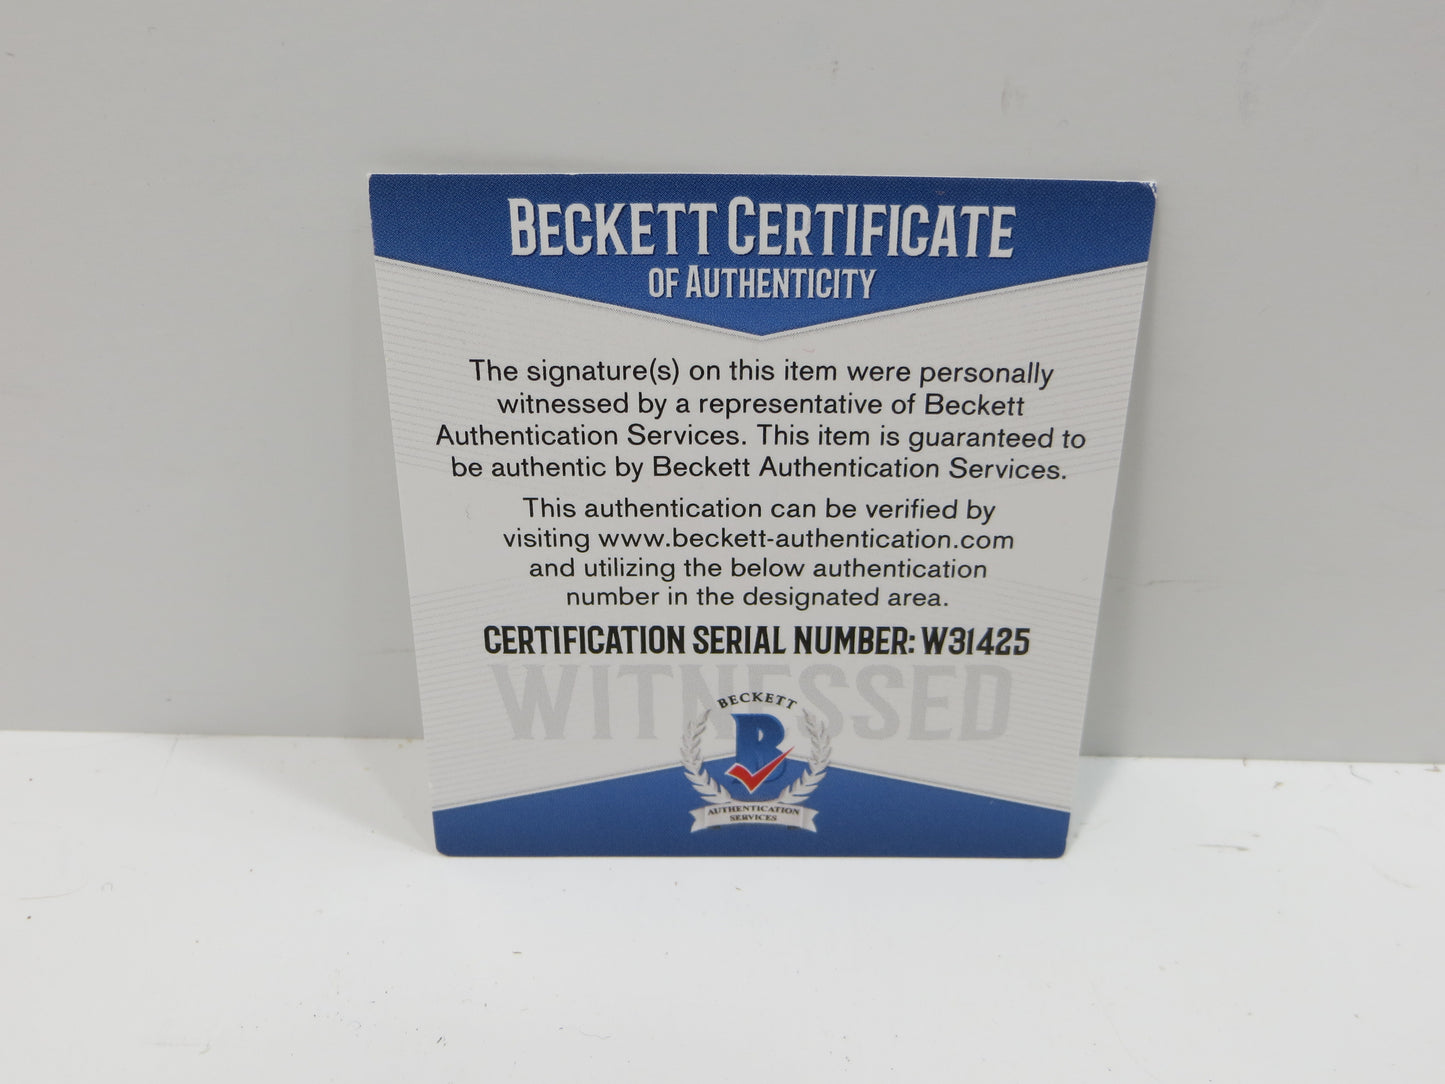 BECKETT CERTIFICATE
OF AUTHENTICITY
The signature(s) on this item were personally
witnessed by a representative of Beckett
Authentication Services. This item is guaranteed to
be authentic by Beckett Authentication Services.
This authentication can be verified by
visiting www.beckett-authentication.com
and utilizing the below authentication
number in the designated area.
CERTIFICATION SERIAL NUMBER: W31425
WITNESSED
BECKETT
B
AUTHENTICATION
SERVICES